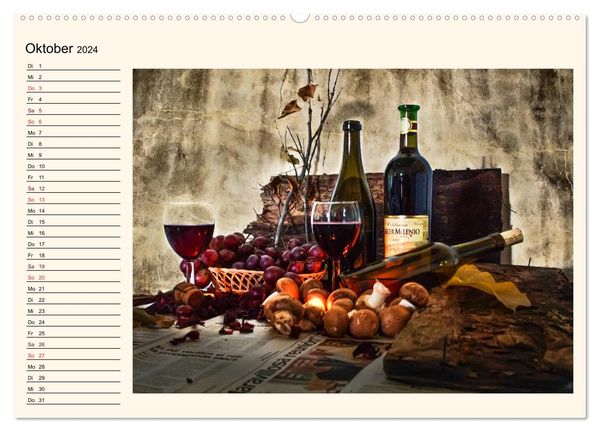 Oktober 2024
Di 1
Mi 2
Do 3
Fr 4
Sa 5
So 6
Mo 7
Di 8
Mi 9
Do 10
Fr 11
Sa 12
So 13
Mo 14
Di 15
Mi 16
Do 17
Fr 18
Sa 19
So 20
Mo 21
Di 22
Mi 23
Do 24
Fr 25
Sa 26
So 27
Mo 28
Di 29
Mi 30
Do 31
MILENIO
Maravillosa reunión